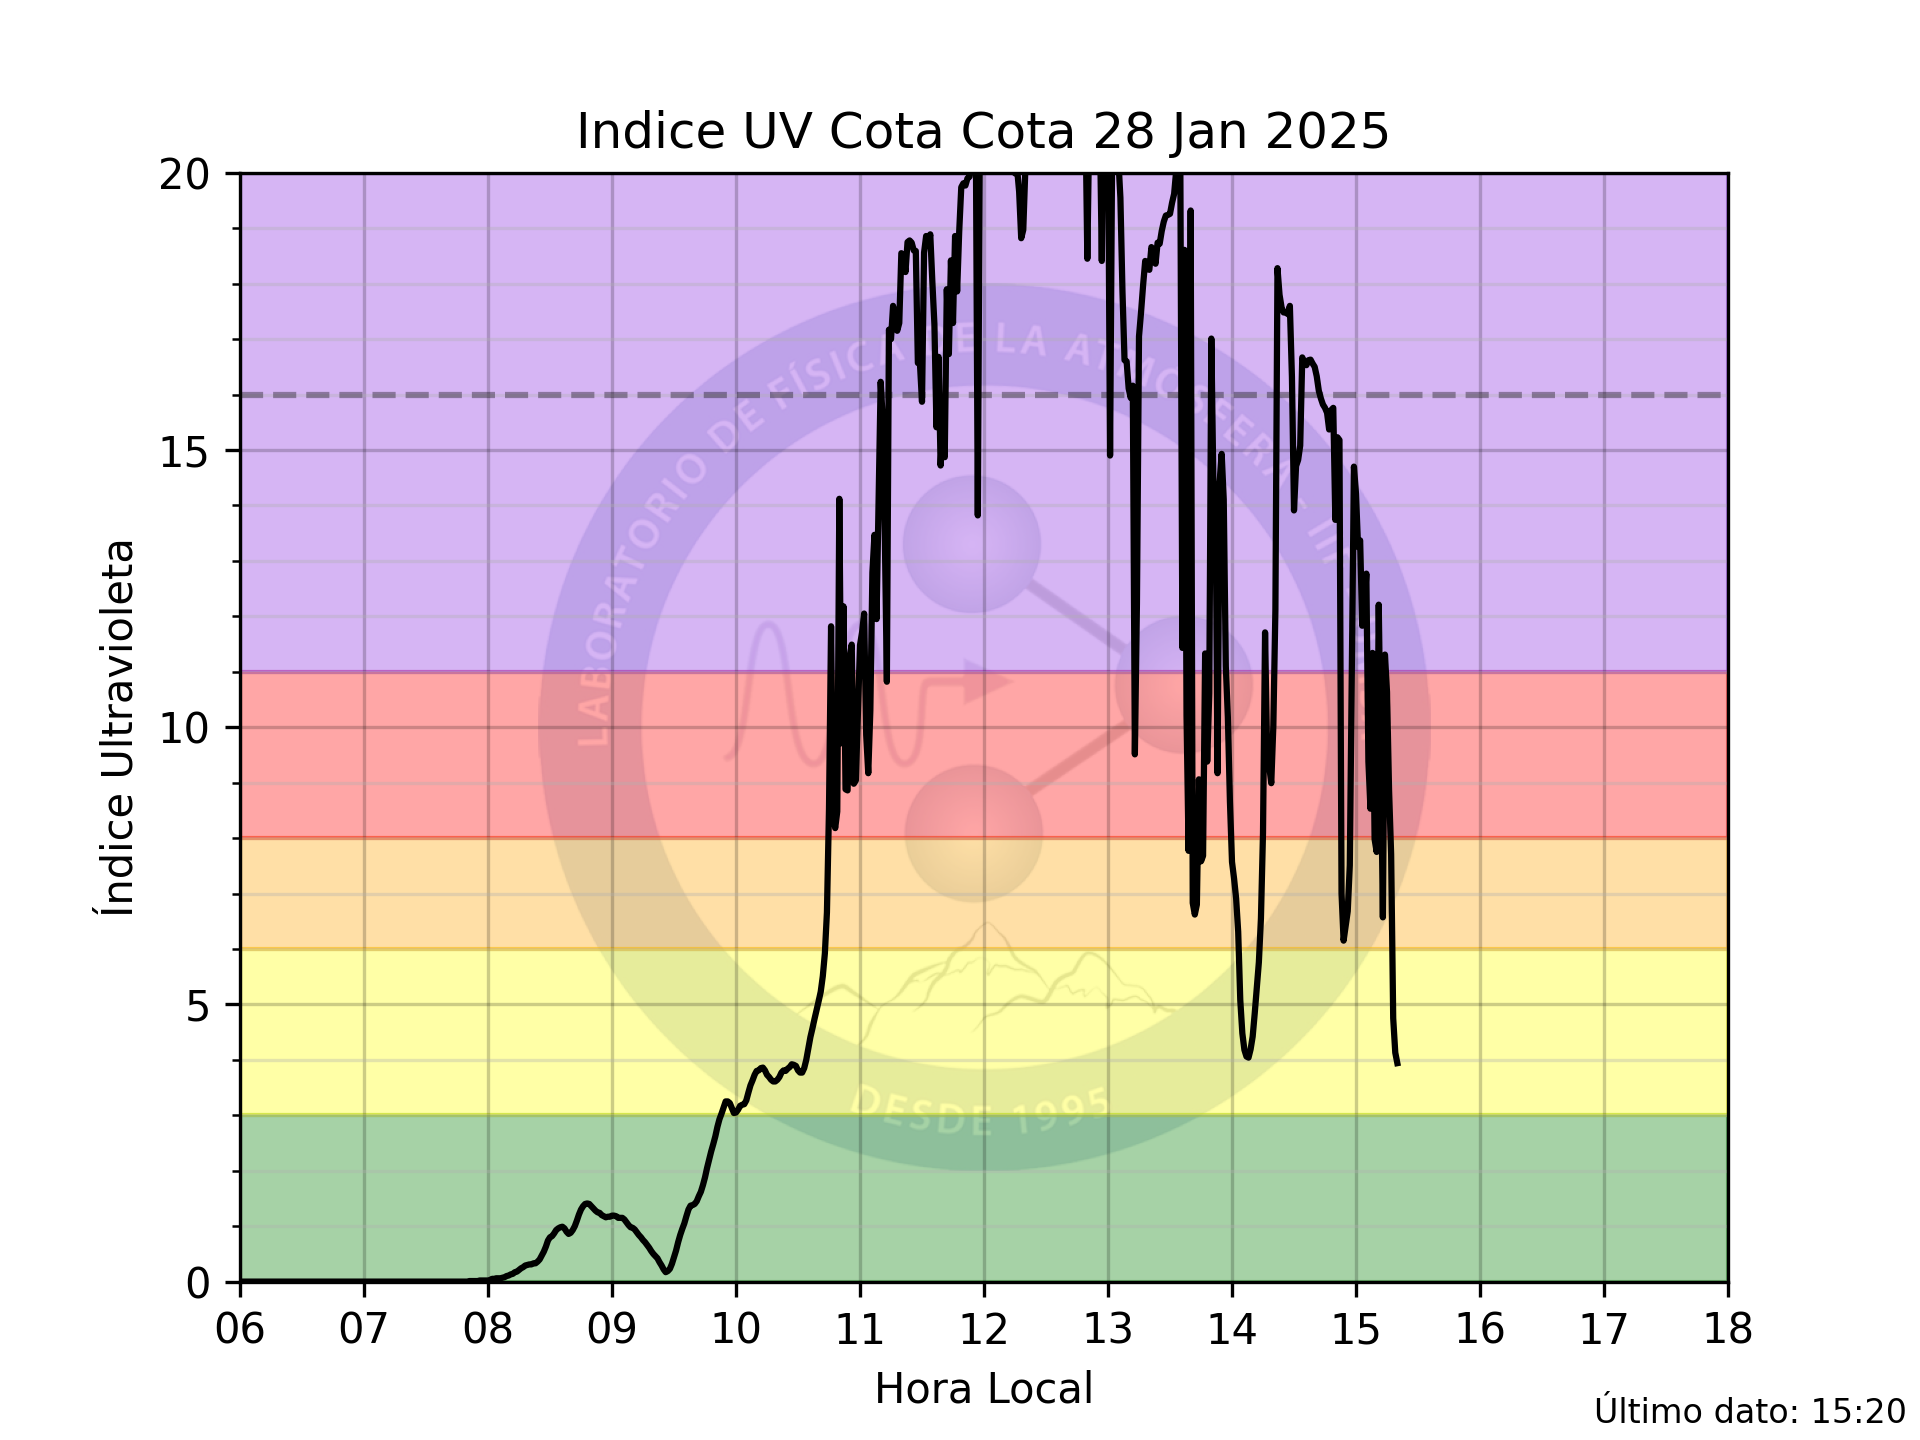 Indice UV Cota Cota 28 Jan 2025
20
15
10
5
0
Índice Ultravioleta
LABORATORIO DE FÍSICA DE LA ATMÓSFERA -
DESDE 1995
06 07 08 09 10 11 12 13 14 15 16 17 18
Hora Local
Último dato: 15:20